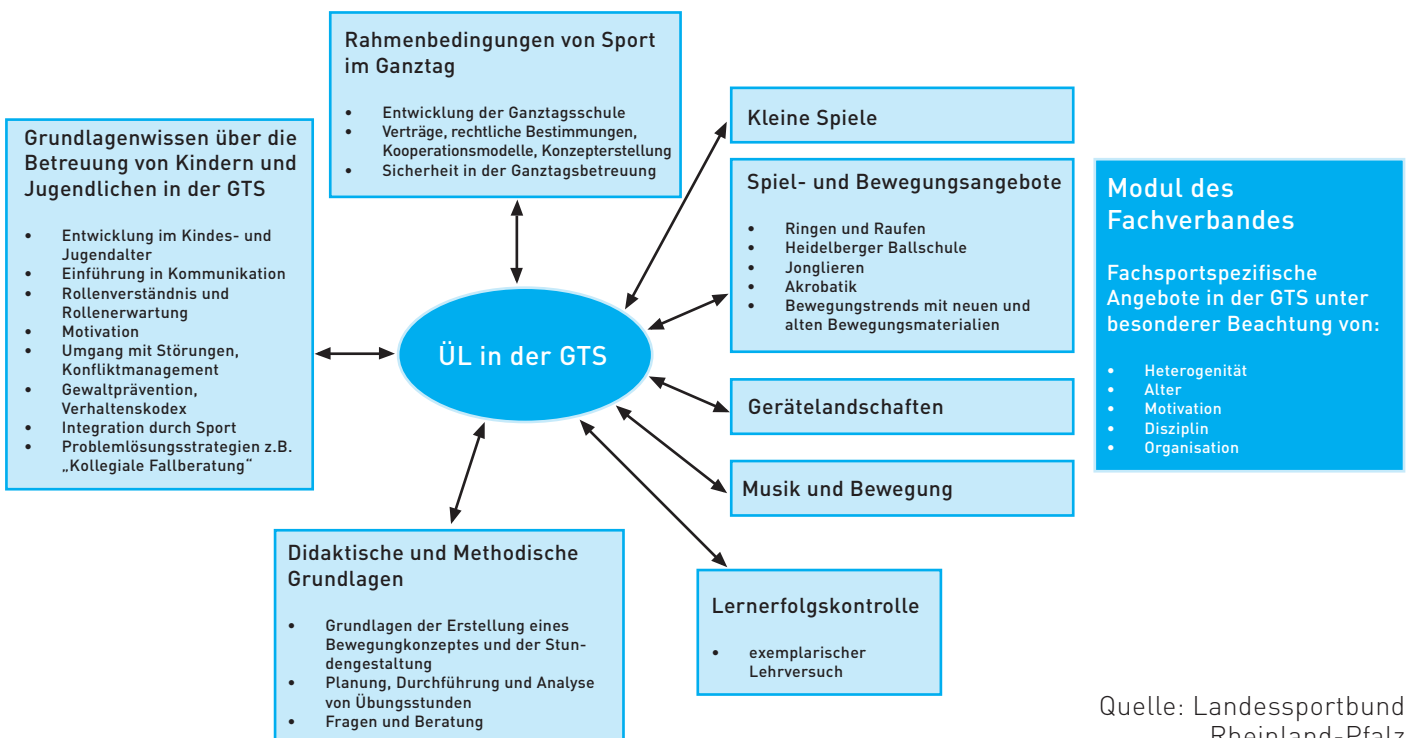 Rahmenbedingungen von Sport
im Ganztag
• Entwicklung der Ganztagsschule
• Verträge, rechtliche Bestimmungen,
Kooperationsmodelle, Konzepterstellung
• Sicherheit in der Ganztagsbetreuung
Grundlagenwissen über die
Betreuung von Kindern und
Jugendlichen in der GTS
• Entwicklung im Kindes- und
Jugendalter
• Einführung in Kommunikation
• Rollenverständnis und
Rollenerwartung
• Motivation
• Umgang mit Störungen,
Konfliktmanagement
• Gewaltprävention,
Verhaltenskodex
• Integration durch Sport
• Problemlösungsstrategien z.B.
„Kollegiale Fallberatung“
ÜL in der GTS
Kleine Spiele
Spiel- und Bewegungsangebote
• Ringen und Raufen
• Heidelberger Ballschule
• Jonglieren
• Akrobatik
• Bewegungstrends mit neuen und
alten Bewegungsmaterialien
Gerätelandschaften
Musik und Bewegung
Modul des
Fachverbandes
Fachsportspezifische
Angebote in der GTS unter
besonderer Beachtung von:
• Heterogenität
• Alter
• Motivation
• Disziplin
• Organisation
Didaktische und Methodische
Grundlagen
• Grundlagen der Erstellung eines
Bewegungkonzeptes und der Stun-
dengestaltung
• Planung, Durchführung und Analyse
von Übungsstunden
• Fragen und Beratung
Lernerfolgskontrolle
• exemplarischer
Lehrversuch
Quelle: Landessportbund
Rheinland-Pfalz